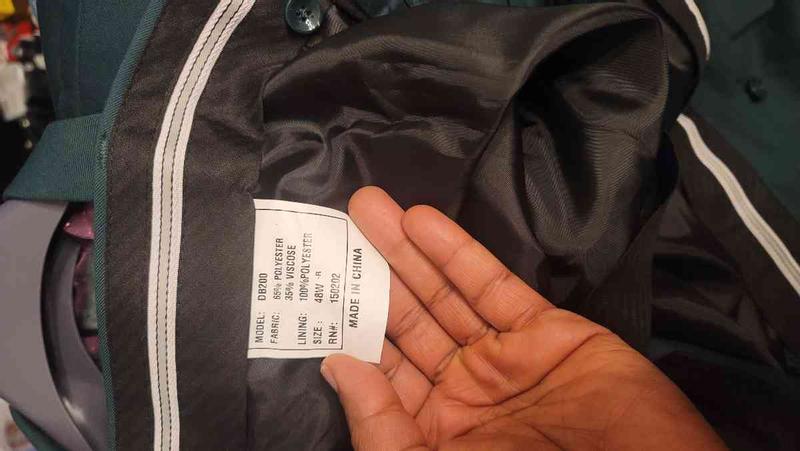 MODEL: DB200
FABRIC: 65% POLYESTER
35% VISCOSE
LINING: 100%POLYESTER
SIZE: 48W -R
RN#: 150202
MADE IN CHINA